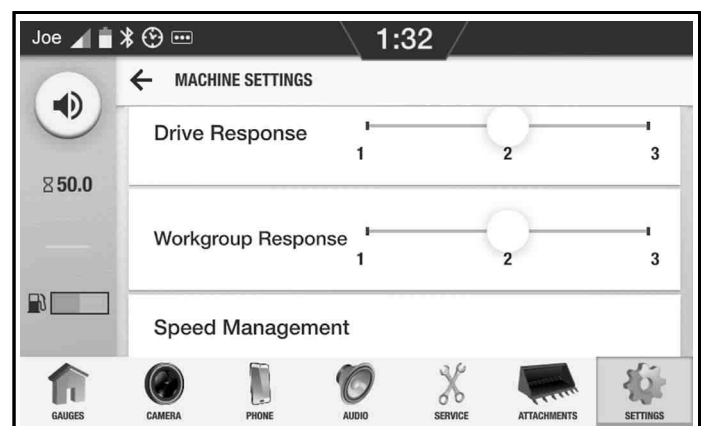 Joe 1:32
MACHINE SETTINGS
Drive Response
1 2 3
50.0
Workgroup Response
1 2 3
Speed Management
GAUGES CAMERA PHONE AUDIO SERVICE ATTACHMENTS SETTINGS